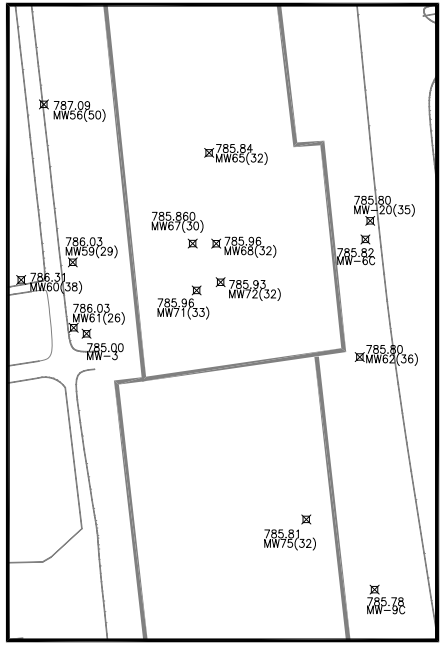 787.09
MW56(50)
785.84
MW65(32)
785.80
MW-20(35)
785.860
MW67(30)
785.96
MW68(32)
785.82
MW-6C
786.03
MW59(29)
786.31
MW60(38)
785.93
MW72(32)
785.96
MW71(33)
786.03
MW61(26)
785.00
MW-3
785.80
MW62(36)
785.81
MW75(32)
785.78
MW-9C